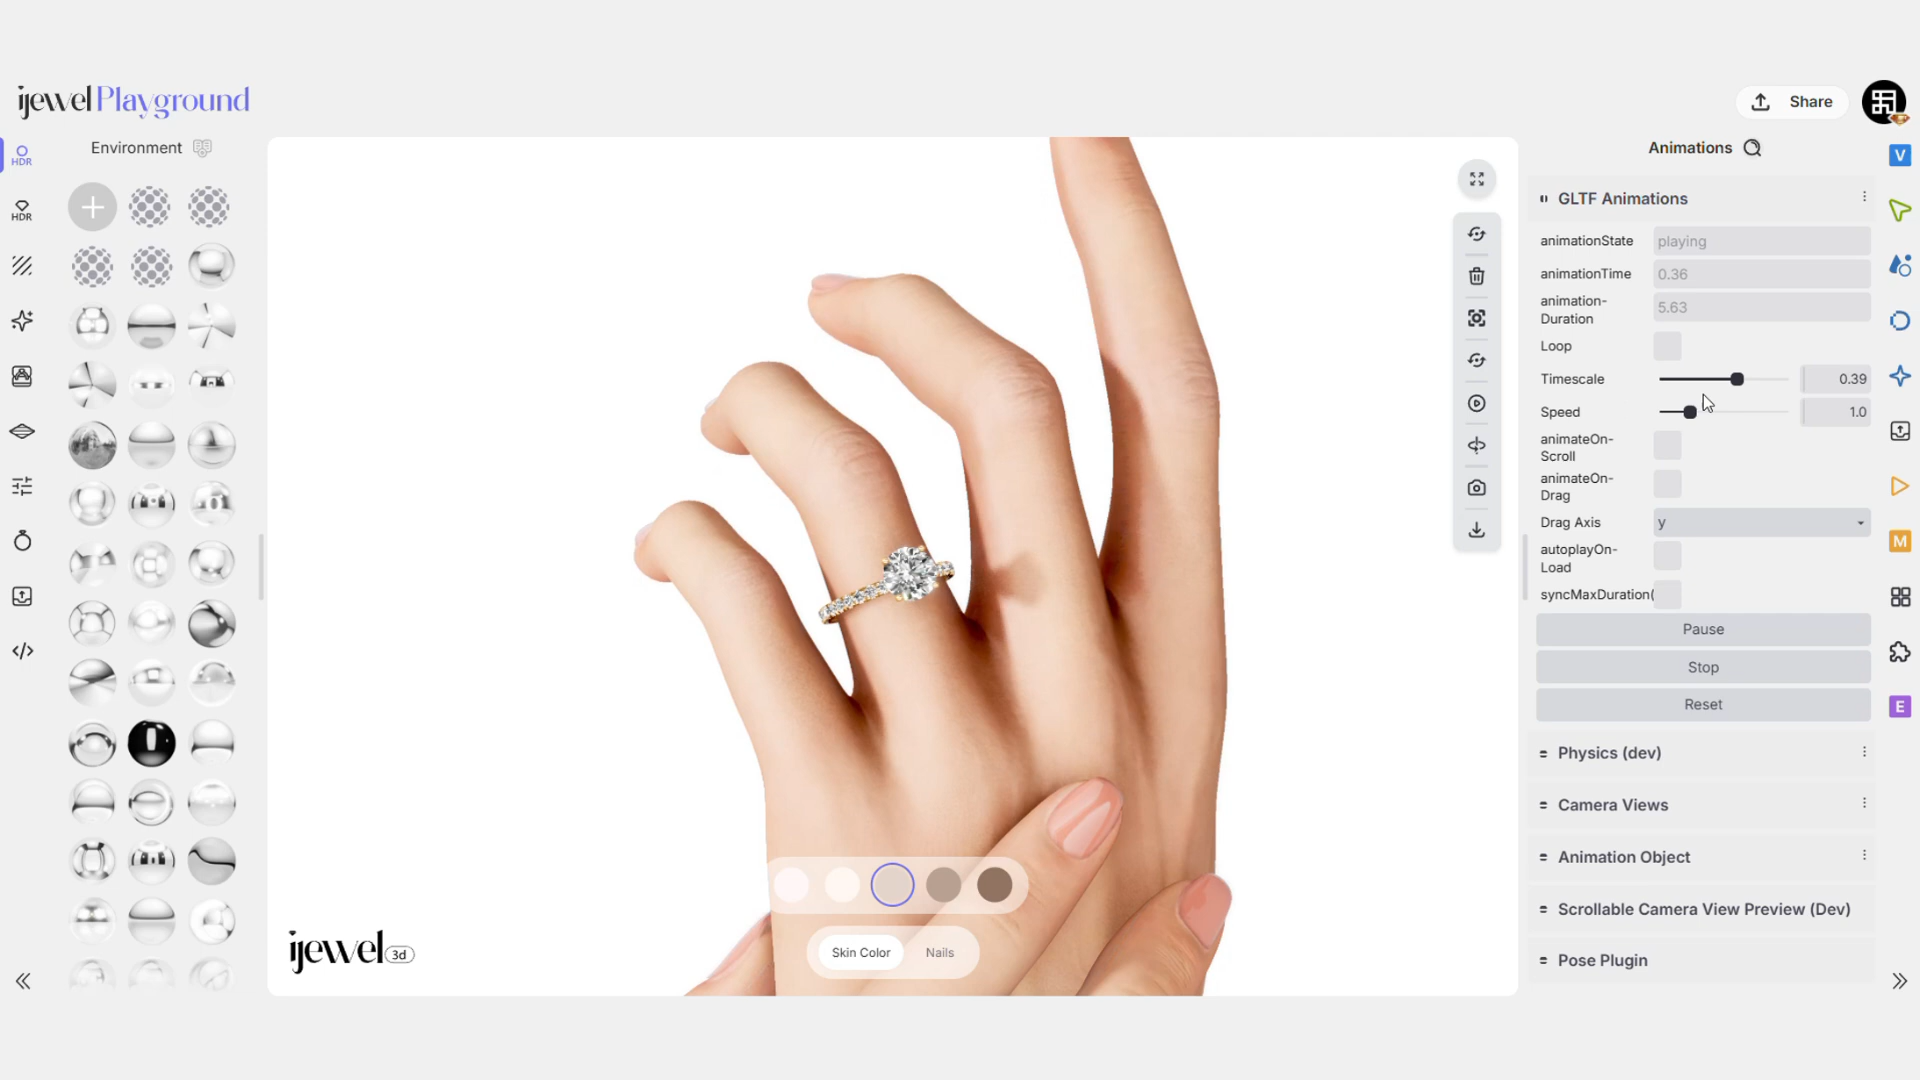 ijewel Playground
Share
Environment
HDR
HDR
Animations
GLTF Animations
animationState
playing
animationTime
0.36
animation-
Duration
5.63
Loop
Timescale
0.39
Speed
1.0
animateOn-
Scroll
animateOn-
Drag
Drag Axis
y
autoplayOn-
Load
syncMaxDuration(
Pause
Stop
Reset
Physics (dev)
Camera Views
Animation Object
Scrollable Camera View Preview (Dev)
Pose Plugin
V
M
E
Skin Color
Nails
ijewel 3d